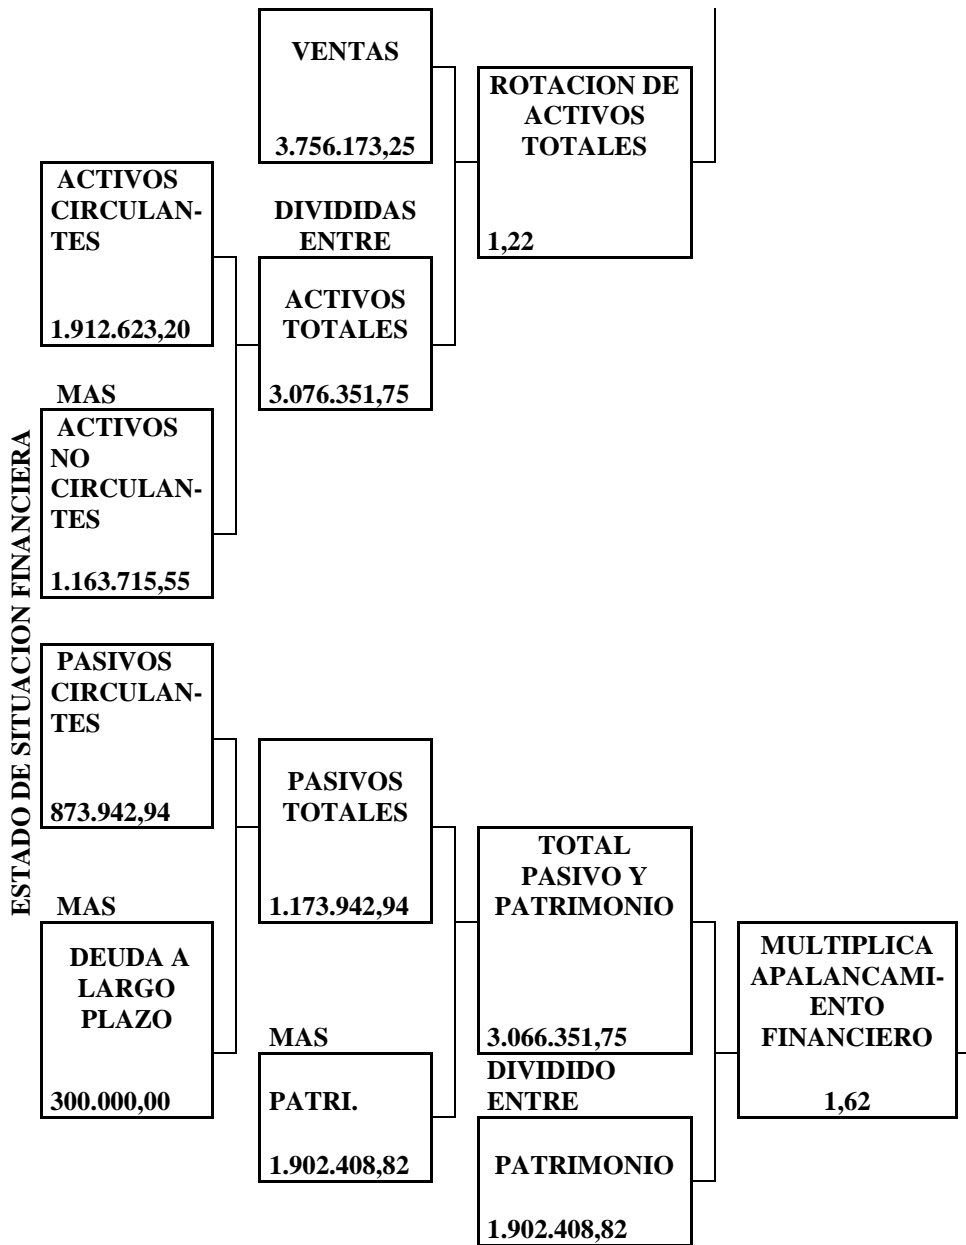 VENTAS
3.756.173,25
ROTACION DE
ACTIVOS
TOTALES
1,22
ACTIVOS
CIRCULAN-
TES
1.912.623,20
DIVIDIDAS
ENTRE
ACTIVOS
TOTALES
3.076.351,75
MAS
ACTIVOS
NO
CIRCULAN-
TES
1.163.715,55
ESTADO DE SITUACION FINANCIERA
PASIVOS
CIRCULAN-
TES
873.942,94
PASIVOS
TOTALES
1.173.942,94
MAS
DEUDA A
LARGO
PLAZO
300.000,00
MAS
PATRI.
1.902.408,82
TOTAL
PASIVO Y
PATRIMONIO
3.066.351,75
DIVIDIDO
ENTRE
PATRIMONIO
1.902.408,82
MULTIPLICA
APALANCAMI-
ENTO
FINANCIERO
1,62